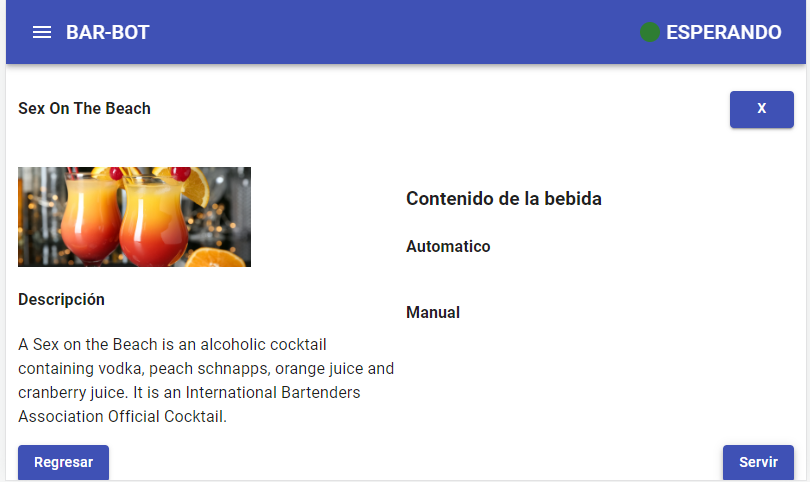 BAR-BOT
ESPERANDO
Sex On The Beach
X
Contenido de la bebida
Automatico
Manual
Descripción
A Sex on the Beach is an alcoholic cocktail
containing vodka, peach schnapps, orange juice and
cranberry juice. It is an International Bartenders
Association Official Cocktail.
Regresar
Servir